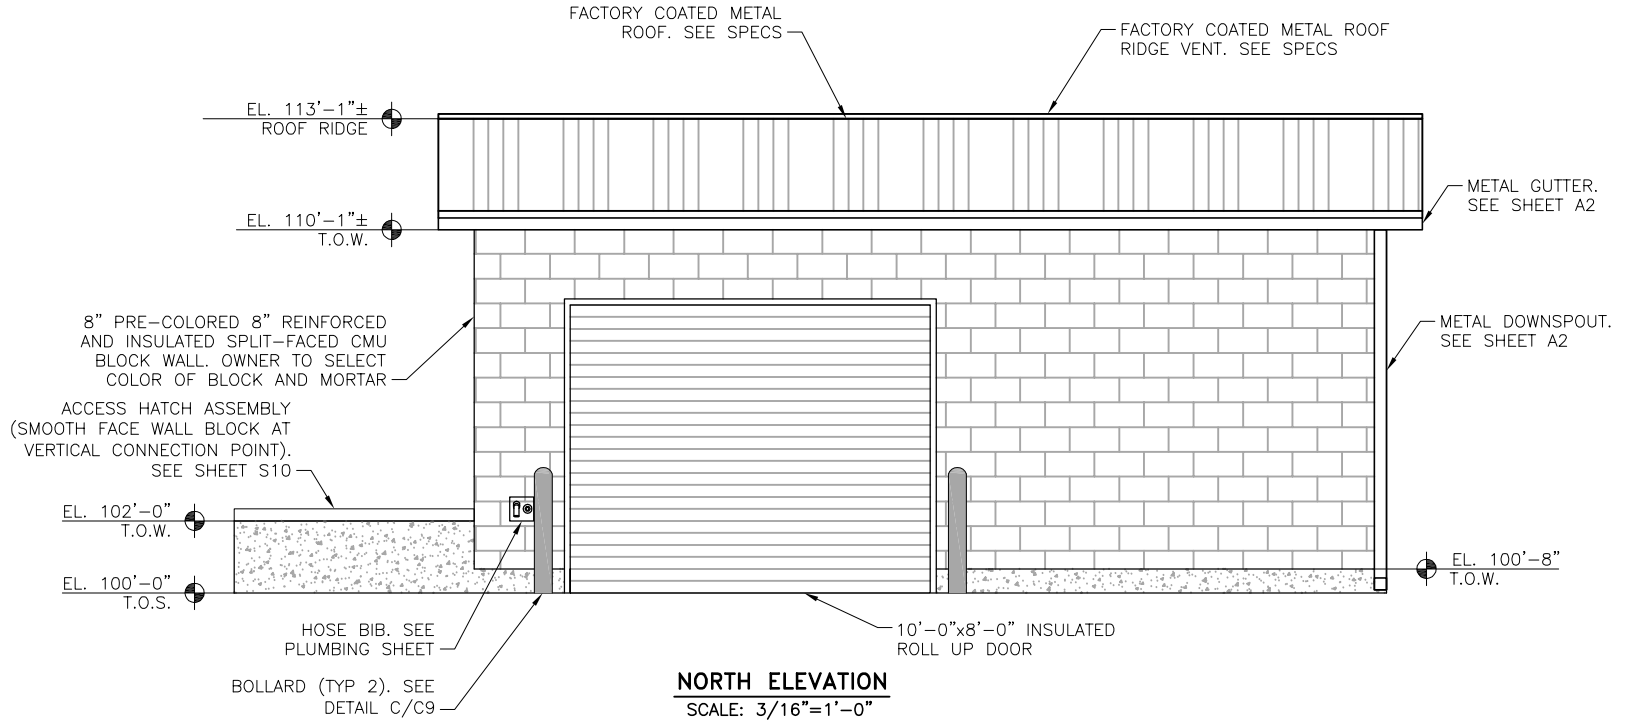 FACTORY COATED METAL
ROOF. SEE SPECS
FACTORY COATED METAL ROOF
RIDGE VENT. SEE SPECS
EL. 113'-1"±
ROOF RIDGE
METAL GUTTER.
SEE SHEET A2
EL. 110'-1"±
T.O.W.
8" PRE-COLORED 8" REINFORCED
AND INSULATED SPLIT-FACED CMU
BLOCK WALL. OWNER TO SELECT
COLOR OF BLOCK AND MORTAR
METAL DOWNSPOUT.
SEE SHEET A2
ACCESS HATCH ASSEMBLY
(SMOOTH FACE WALL BLOCK AT
VERTICAL CONNECTION POINT).
SEE SHEET S10
EL. 102'-0"
T.O.W.
EL. 100'-8"
T.O.W.
EL. 100'-0"
T.O.S.
HOSE BIB. SEE
PLUMBING SHEET
10'-0"x8'-0" INSULATED
ROLL UP DOOR
BOLLARD (TYP 2). SEE
DETAIL C/C9
NORTH ELEVATION
SCALE: 3/16"=1'-0"